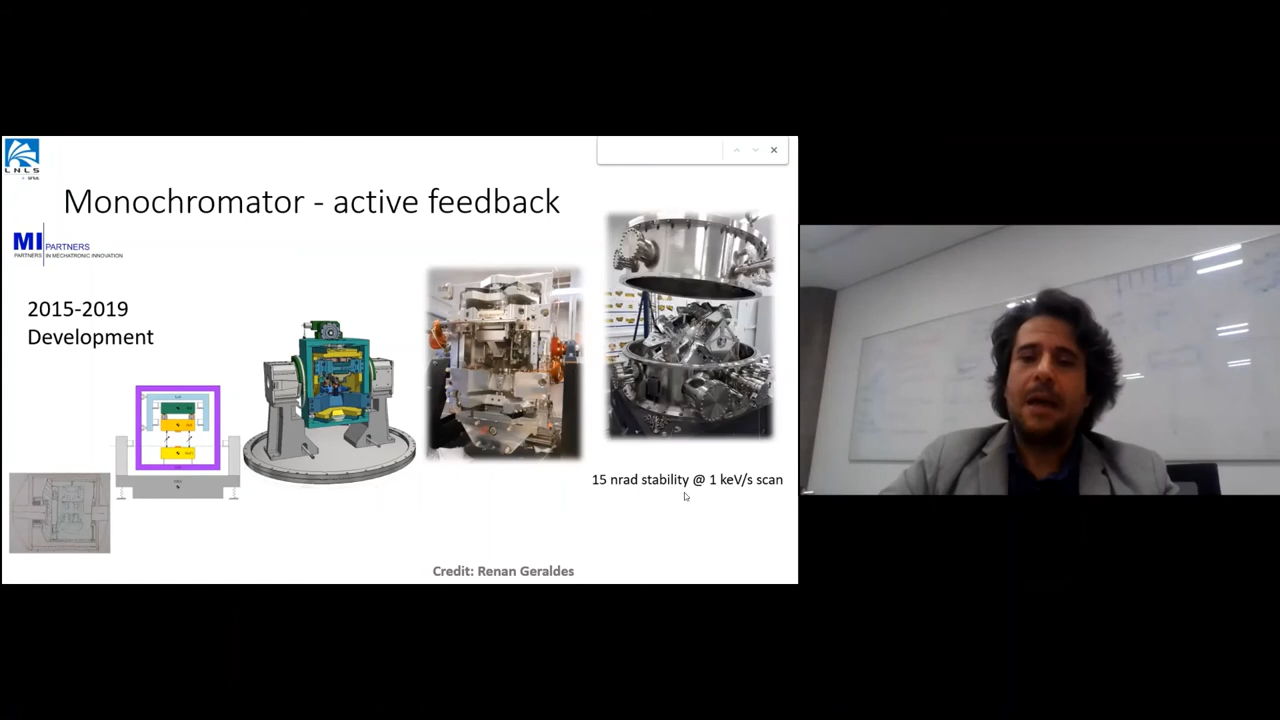 LNLS
Monochromator - active feedback
MI PARTNERS
PARTNERS IN MECHATRONIC INNOVATION
2015-2019
Development
15 nrad stability @ 1 keV/s scan
Credit: Renan Geraldes